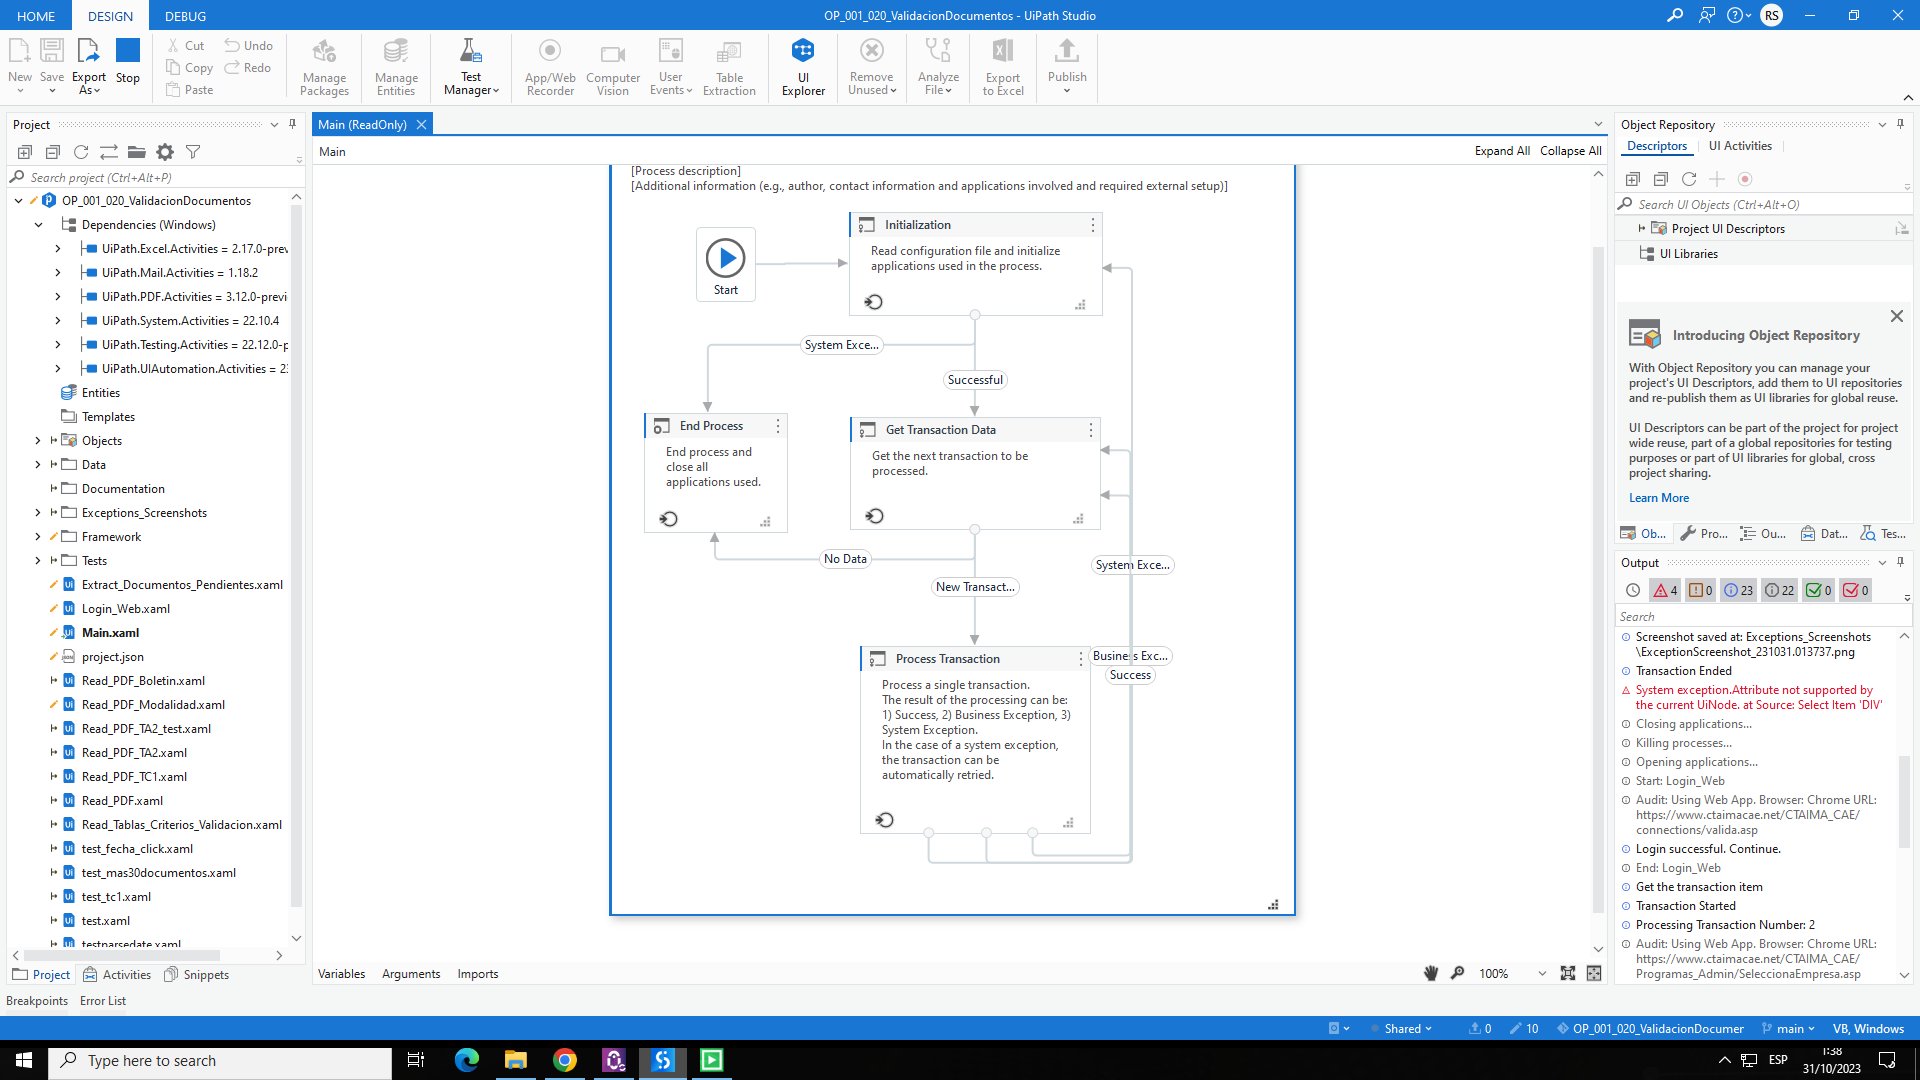 HOME
DESIGN
DEBUG
OP_001_020_ValidacionDocumentos - UiPath Studio
RS
New
Save
Export As
Stop
Cut
Copy
Paste
Undo
Redo
Manage Packages
Manage Entities
Test Manager
App/Web Recorder
Computer Vision
User Events
Table Extraction
UI Explorer
Remove Unused
Analyze File
Export to Excel
Publish
Project
Search project (Ctrl+Alt+P)
OP_001_020_ValidacionDocumentos
Dependencies (Windows)
UiPath.Excel.Activities = 2.17.0-prev
UiPath.Mail.Activities = 1.18.2
UiPath.PDF.Activities = 3.12.0-previ
UiPath.System.Activities = 22.10.4
UiPath.Testing.Activities = 22.12.0-p
UiPath.UIAutomation.Activities = 23
Entities
Templates
Objects
Data
Documentation
Exceptions_Screenshots
Framework
Tests
Extract_Documentos_Pendientes.xaml
Login_Web.xaml
Main.xaml
project.json
Read_PDF_Boletin.xaml
Read_PDF_Modalidad.xaml
Read_PDF_TA2_test.xaml
Read_PDF_TA2.xaml
Read_PDF_TC1.xaml
Read_PDF.xaml
Read_Tablas_Criterios_Validacion.xaml
test_fecha_click.xaml
test_mas30documentos.xaml
test_tc1.xaml
test.xaml
testparsedate.xaml
Project
Activities
Snippets
Breakpoints
Error List
Main (ReadOnly)
Main
Expand All
Collapse All
[Process description]
[Additional information (e.g., author, contact information and applications involved and required external setup)]
Start
Initialization
Read configuration file and initialize
applications used in the process.
System Exce...
Successful
End Process
End process and
close all
applications used.
Get Transaction Data
Get the next transaction to be
processed.
No Data
New Transact...
System Exce...
Process Transaction
Business Exc...
Success
Process a single transaction.
The result of the processing can be:
1) Success, 2) Business Exception, 3)
System Exception.
In the case of a system exception,
the transaction can be
automatically retried.
Variables
Arguments
Imports
100%
Object Repository
Descriptors
UI Activities
Search UI Objects (Ctrl+Alt+O)
Project UI Descriptors
UI Libraries
Introducing Object Repository
With Object Repository you can manage your
project's UI Descriptors, add them to UI repositories
and re-publish them as UI libraries for global reuse.
UI Descriptors can be part of the project for project
wide reuse, part of a global repositories for testing
purposes or part of UI libraries for global, cross
project sharing.
Learn More
Ob...
Pro...
Ou...
Dat...
Tes...
Output
4
0
23
22
0
0
Search
Screenshot saved at: Exceptions_Screenshots
\ExceptionScreenshot_231031.013737.png
Transaction Ended
System exception.Attribute not supported by
the current UiNode. at Source: Select Item 'DIV'
Closing applications...
Killing processes...
Opening applications...
Start: Login_Web
Audit: Using Web App. Browser: Chrome URL:
https://www.ctaimacae.net/CTAIMA_CAE/
connections/valida.asp
Login successful. Continue.
End: Login_Web
Get the transaction item
Transaction Started
Processing Transaction Number: 2
Audit: Using Web App. Browser: Chrome URL:
https://www.ctaimacae.net/CTAIMA_CAE/
Programas_Admin/SeleccionaEmpresa.asp
Shared
0
10
OP_001_020_ValidacionDocumer
main
VB, Windows
Type here to search
ESP
1:38
31/10/2023